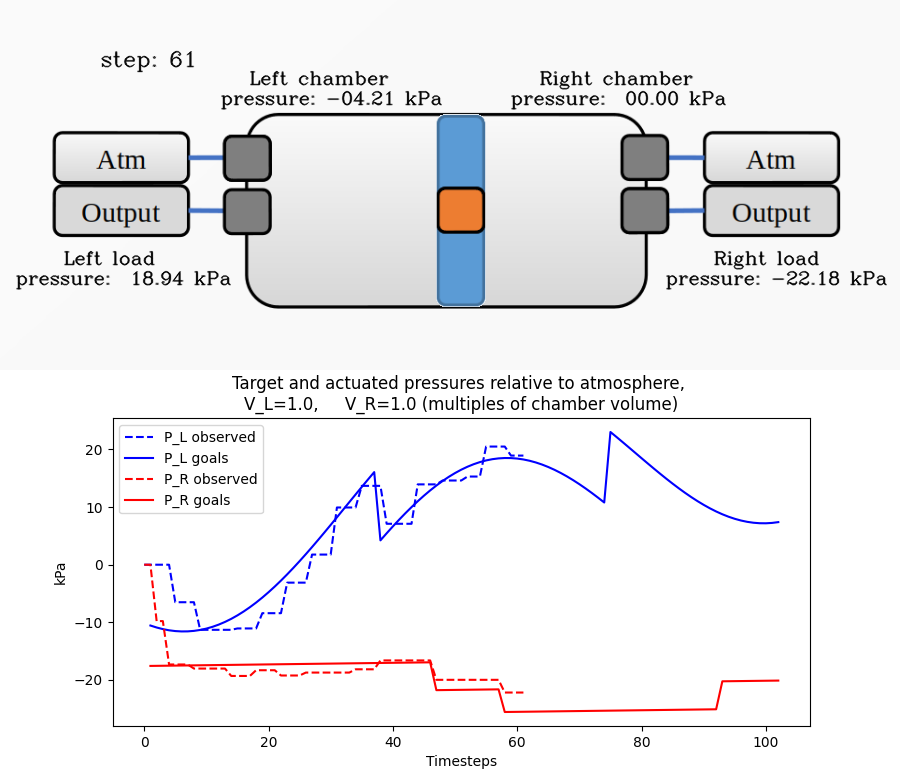 step: 61
Left chamber
pressure: -04.21 kPa
Right chamber
pressure: 00.00 kPa
Atm
Output
Atm
Output
Left load
pressure: 18.94 kPa
Right load
pressure: -22.18 kPa
Target and actuated pressures relative to atmosphere,
V_L=1.0, V_R=1.0 (multiples of chamber volume)
P_L observed
P_L goals
P_R observed
P_R goals
kPa
20
10
0
−10
−20
0 20 40 60 80 100
Timesteps